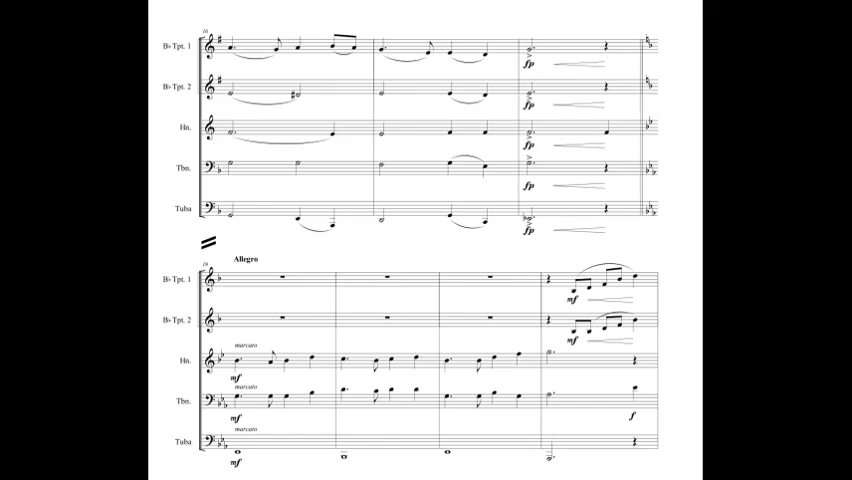 16
B♭ Tpt. 1
B♭ Tpt. 2
Hn.
Tbn.
Tuba
fp
fp
fp
fp
fp
19
Allegro
B♭ Tpt. 1
mf
B♭ Tpt. 2
mf
Hn.
marcato
mf
Tbn.
marcato
mf
f
Tuba
marcato
mf